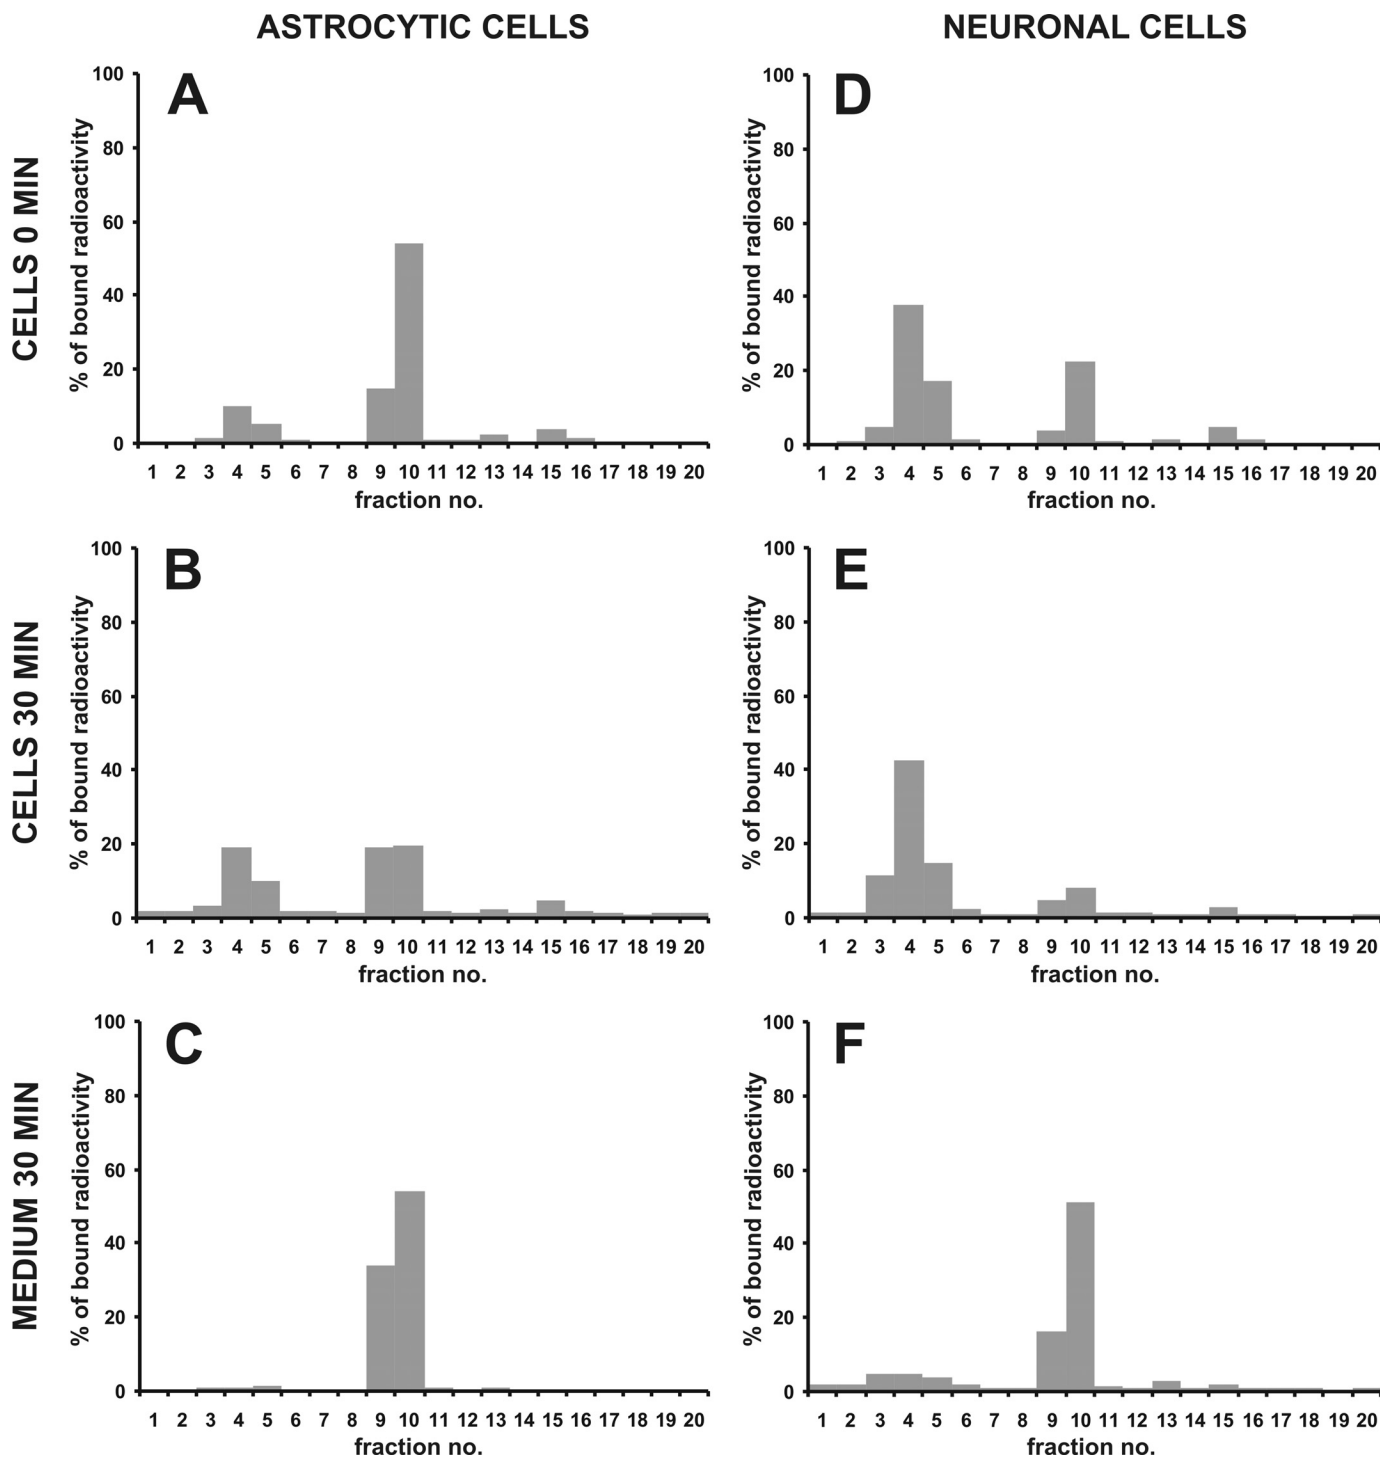 ASTROCYTIC CELLS
NEURONAL CELLS
CELLS 0 MIN
A
% of bound radioactivity
100
80
60
40
20
0
1 2 3 4 5 6 7 8 9 10 11 12 13 14 15 16 17 18 19 20
fraction no.
D
% of bound radioactivity
100
80
60
40
20
0
1 2 3 4 5 6 7 8 9 10 11 12 13 14 15 16 17 18 19 20
fraction no.
CELLS 30 MIN
B
% of bound radioactivity
100
80
60
40
20
0
1 2 3 4 5 6 7 8 9 10 11 12 13 14 15 16 17 18 19 20
fraction no.
E
% of bound radioactivity
100
80
60
40
20
0
1 2 3 4 5 6 7 8 9 10 11 12 13 14 15 16 17 18 19 20
fraction no.
MEDIUM 30 MIN
C
% of bound radioactivity
100
80
60
40
20
0
1 2 3 4 5 6 7 8 9 10 11 12 13 14 15 16 17 18 19 20
fraction no.
F
% of bound radioactivity
100
80
60
40
20
0
1 2 3 4 5 6 7 8 9 10 11 12 13 14 15 16 17 18 19 20
fraction no.